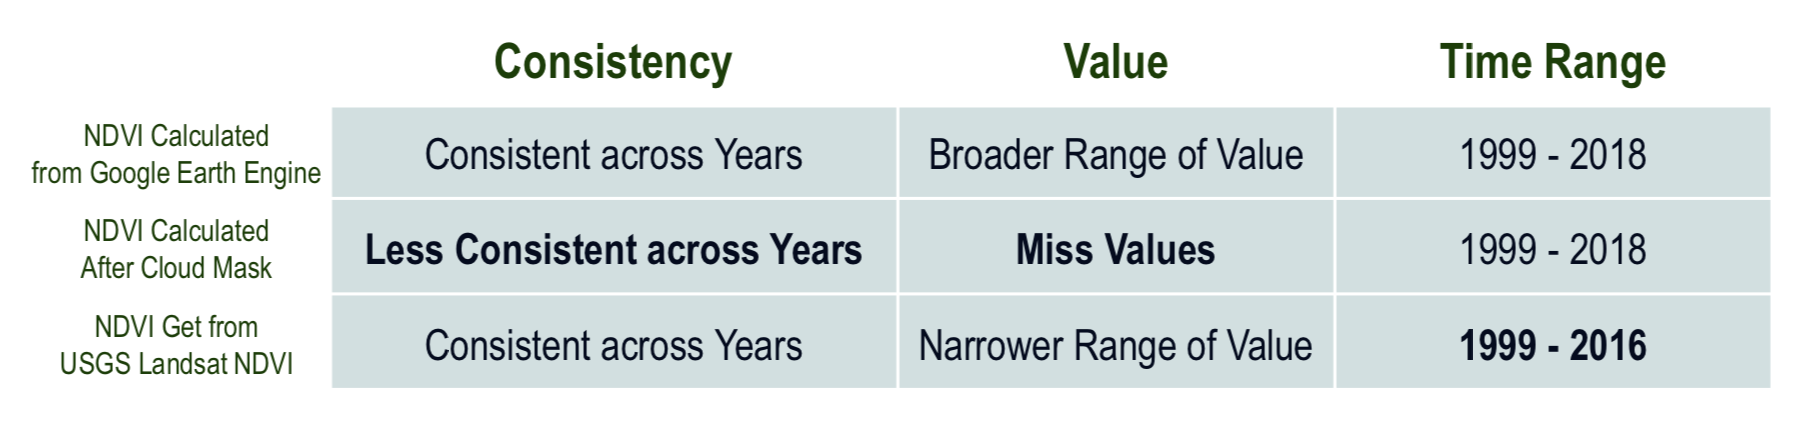 Consistency Value Time Range
NDVI Calculated
from Google Earth Engine
Consistent across Years Broader Range of Value 1999 - 2018
NDVI Calculated
After Cloud Mask
Less Consistent across Years Miss Values 1999 - 2018
NDVI Get from
USGS Landsat NDVI
Consistent across Years Narrower Range of Value 1999 - 2016